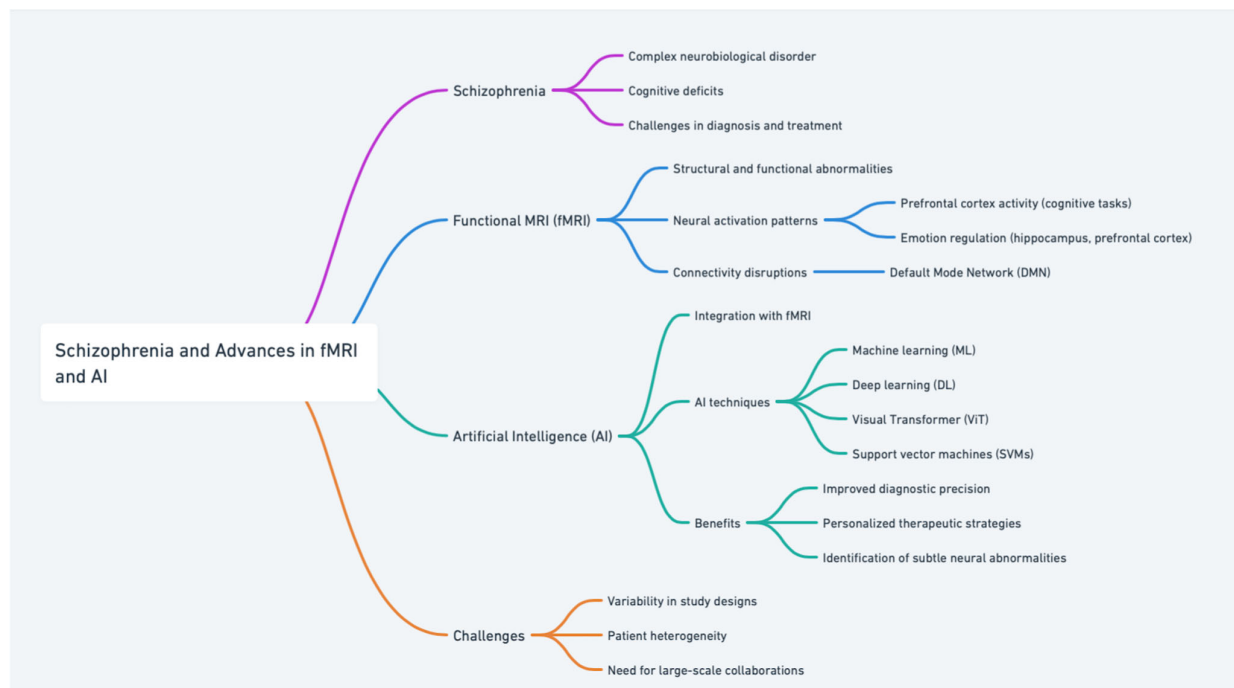 Schizophrenia and Advances in fMRI
and AI
Schizophrenia
Complex neurobiological disorder
Cognitive deficits
Challenges in diagnosis and treatment
Functional MRI (fMRI)
Structural and functional abnormalities
Neural activation patterns
Prefrontal cortex activity (cognitive tasks)
Emotion regulation (hippocampus, prefrontal cortex)
Connectivity disruptions
Default Mode Network (DMN)
Artificial Intelligence (AI)
Integration with fMRI
AI techniques
Machine learning (ML)
Deep learning (DL)
Visual Transformer (ViT)
Support vector machines (SVMs)
Benefits
Improved diagnostic precision
Personalized therapeutic strategies
Identification of subtle neural abnormalities
Challenges
Variability in study designs
Patient heterogeneity
Need for large-scale collaborations